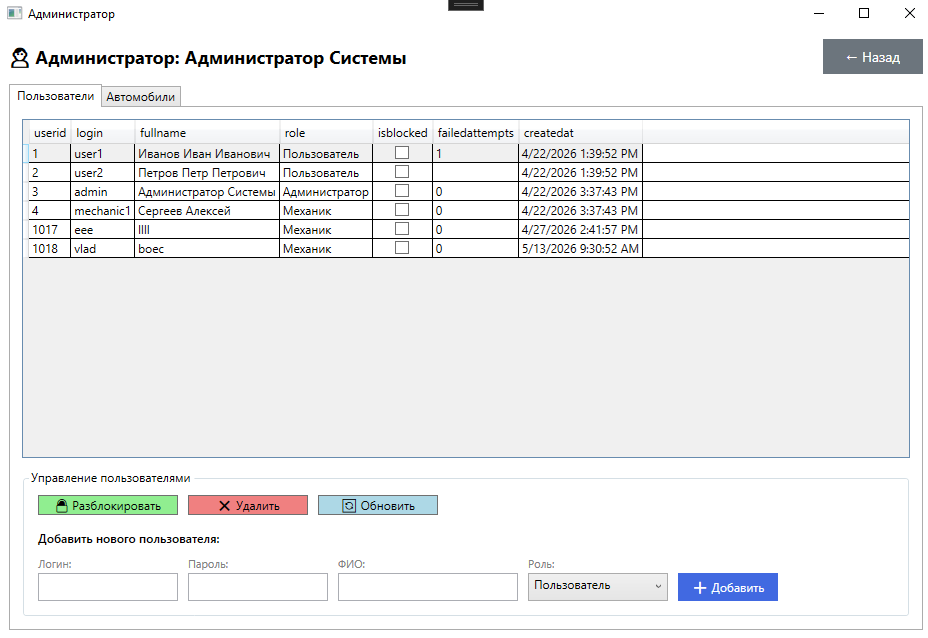 Администратор
Администратор: Администратор Системы
← Назад
Пользователи Автомобили
userid login fullname role isblocked failedattempts createdat
1 user1 Иванов Иван Иванович Пользователь 1 4/22/2026 1:39:52 PM
2 user2 Петров Петр Петрович Пользователь 4/22/2026 1:39:52 PM
3 admin Администратор Системы Администратор 0 4/22/2026 3:37:43 PM
4 mechanic1 Сергеев Алексей Механик 0 4/22/2026 3:37:43 PM
1017 eee llll Механик 0 4/27/2026 2:41:57 PM
1018 vlad boec Механик 0 5/13/2026 9:30:52 AM
Управление пользователями
Разблокировать Удалить Обновить
Добавить нового пользователя:
Логин: Пароль: ФИО: Роль:
Пользователь Добавить